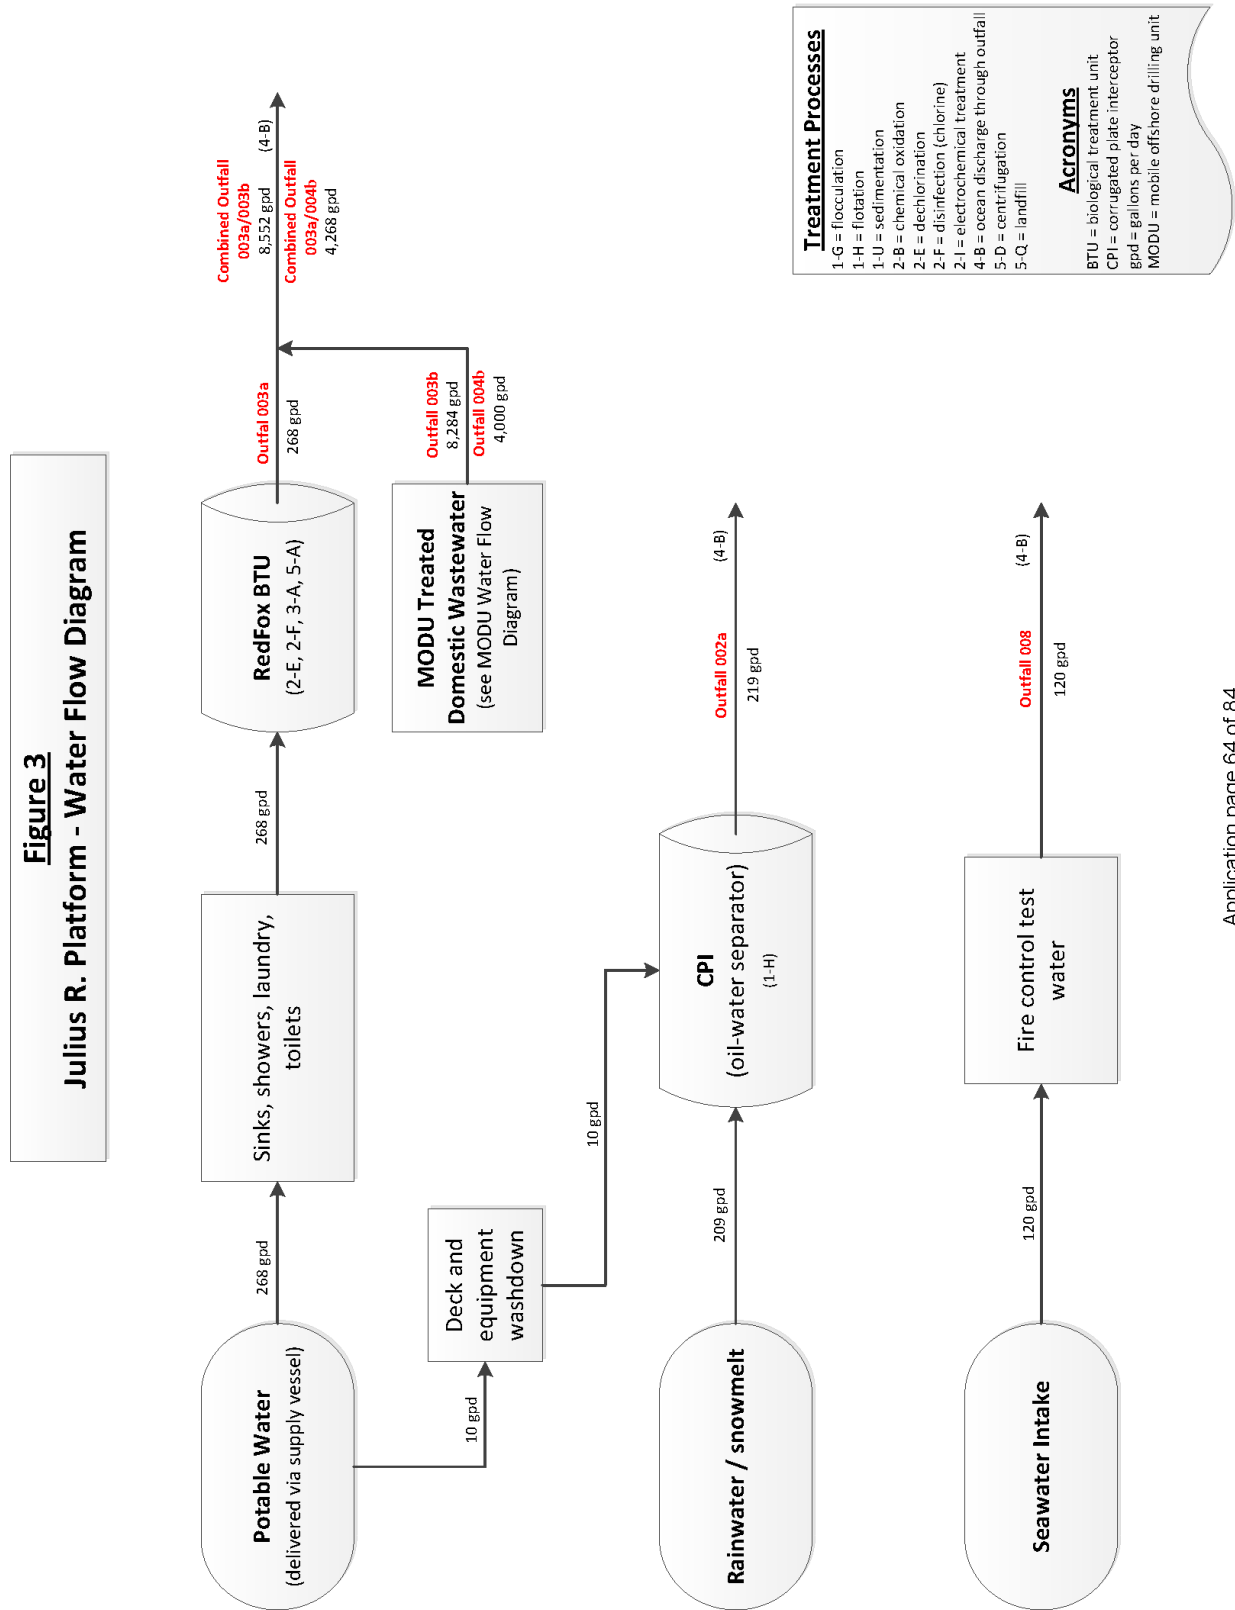 Figure 3
Julius R. Platform - Water Flow Diagram
Potable Water
(delivered via supply vessel)
268 gpd
Sinks, showers, laundry,
toilets
268 gpd
RedFox BTU
(2-E, 2-F, 3-A, 5-A)
Outfal 003a
268 gpd
Combined Outfall
003a/003b
8,552 gpd
Combined Outfall
003a/004b
4,268 gpd
(4-B)
MODU Treated
Domestic Wastewater
(see MODU Water Flow
Diagram)
Outfall 003b
8,284 gpd
Outfall 004b
4,000 gpd
10 gpd
Deck and
equipment
washdown
10 gpd
Rainwater / snowmelt
209 gpd
CPI
(oil-water separator)
(1-H)
Outfall 002a
219 gpd
(4-B)
Seawater Intake
120 gpd
Fire control test
water
Outfall 008
120 gpd
(4-B)
Treatment Processes
1-G = flocculation
1-H = flotation
1-U = sedimentation
2-B = chemical oxidation
2-E = dechlorination
2-F = disinfection (chlorine)
2-I = electrochemical treatment
4-B = ocean discharge through outfall
5-D = centrifugation
5-Q = landfill
Acronyms
BTU = biological treatment unit
CPI = corrugated plate interceptor
gpd = gallons per day
MODU = mobile offshore drilling unit
Application page 64 of 84